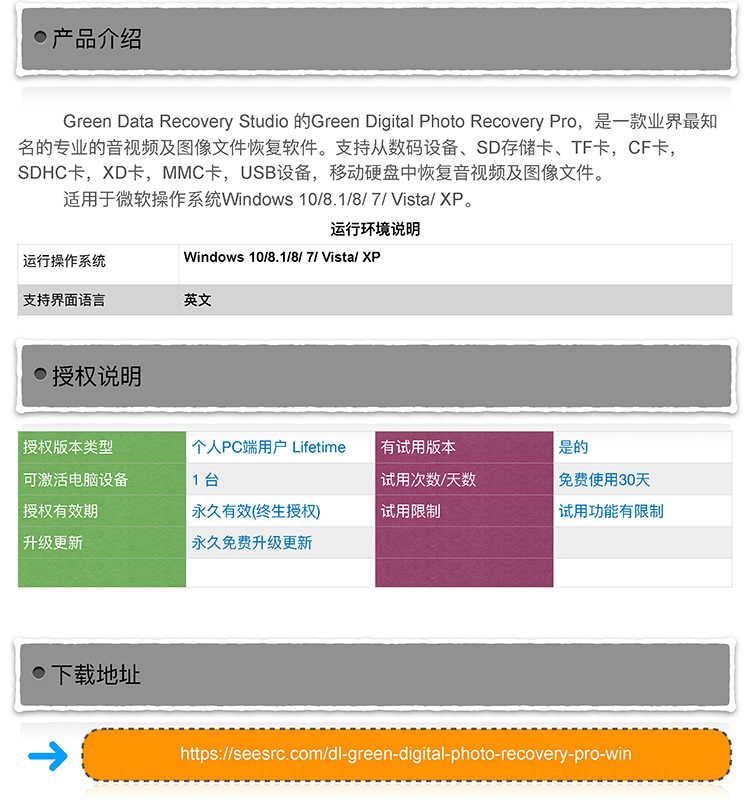 产品介绍
Green Data Recovery Studio 的Green Digital Photo Recovery Pro，是一款业界最知
名的专业的音视频及图像文件恢复软件。支持从数码设备、SD存储卡、TF卡，CF卡，
SDHC卡，XD卡，MMC卡，USB设备，移动硬盘中恢复音视频及图像文件。
适用于微软操作系统Windows 10/8.1/8/ 7/ Vista/ XP。
运行环境说明
运行操作系统 Windows 10/8.1/8/ 7/ Vista/ XP
支持界面语言 英文
授权说明
授权版本类型 个人PC端用户 Lifetime 有试用版本 是的
可激活电脑设备 1 台 试用次数/天数 免费使用30天
授权有效期 永久有效(终生授权) 试用限制 试用功能有限制
升级更新 永久免费升级更新
下载地址
https://seesrc.com/dl-green-digital-photo-recovery-pro-win